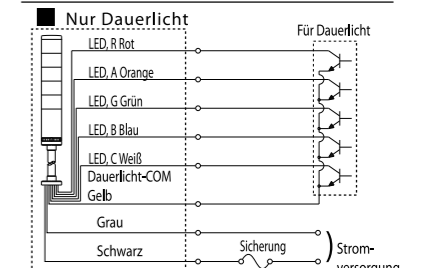 Nur Dauerlicht
Für Dauerlicht
LED, R Rot
LED, A Orange
LED, G Grün
LED, B Blau
LED, C Weiß
Dauerlicht-COM
Gelb
Grau
Schwarz
Sicherung
Strom-
versorgung